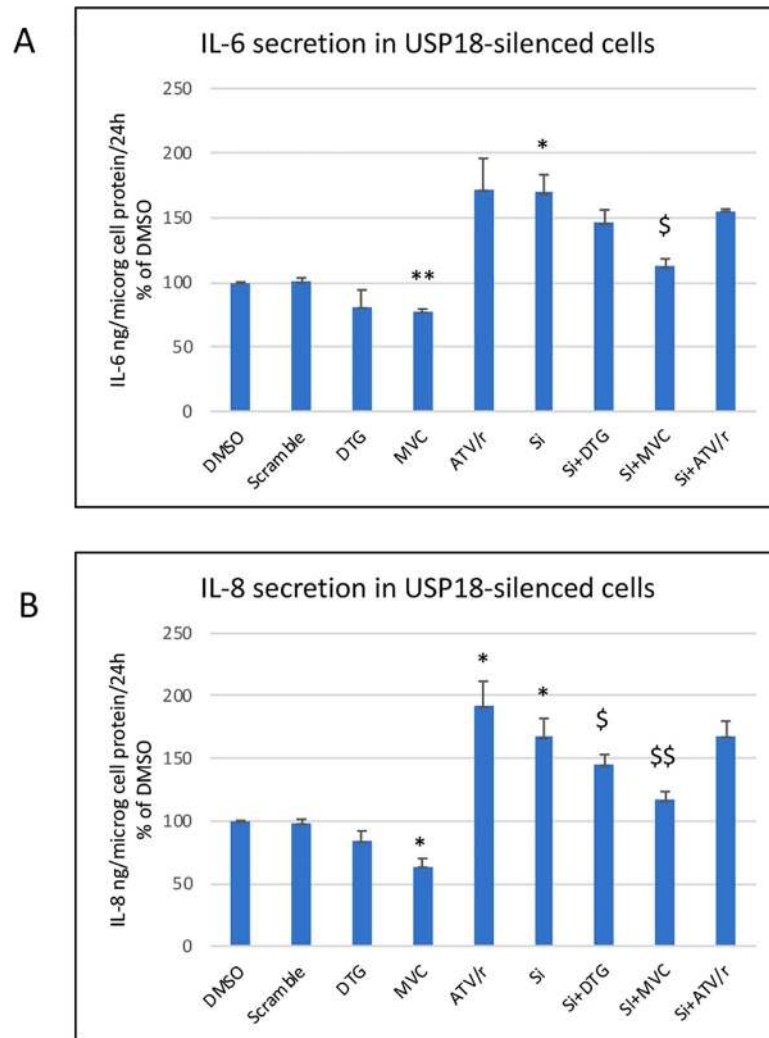 A
IL-6 secretion in USP18-silenced cells
IL-6 ng/micorg cell protein/24h
% of DMSO
250
200
150
100
50
0
**
*
$
DMSO
Scramble
DTG
MVC
ATV/r
Si
Si+DTG
SI+MVC
Si+ATV/r
B
IL-8 secretion in USP18-silenced cells
IL-8 ng/microg cell protein/24h
% of DMSO
250
200
150
100
50
0
*
*
*
$
$$
DMSO
Scramble
DTG
MVC
ATV/r
Si
Si+DTG
SI+MVC
Si+ATV/r